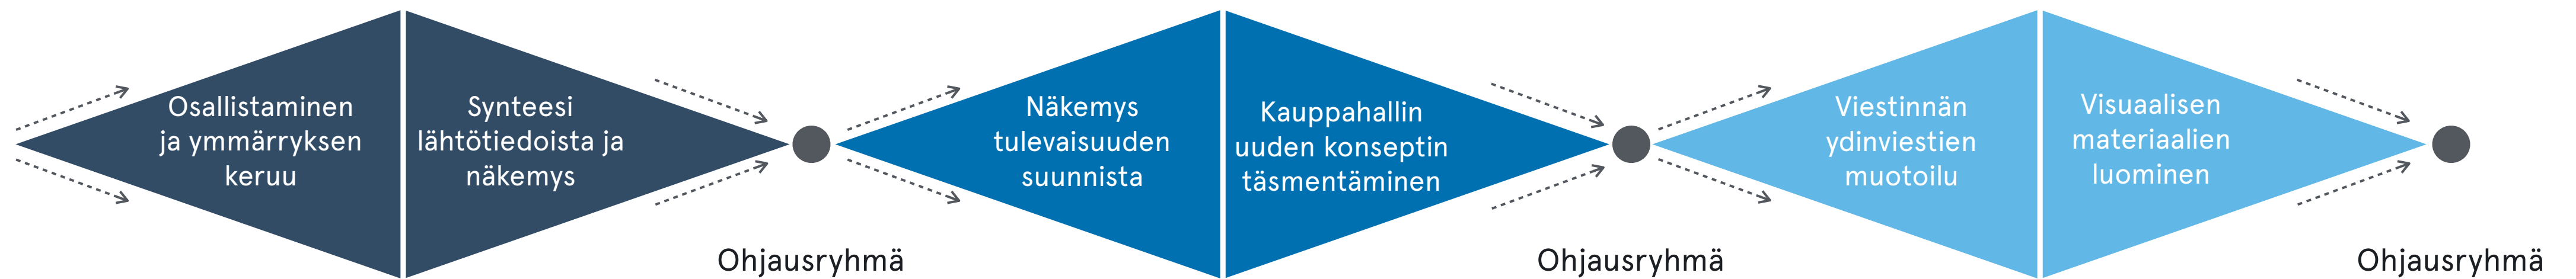 Osallistaminen
ja ymmärryksen
keruu
Synteesi
lähtötiedoista ja
näkemys
Ohjausryhmä
Näkemys
tulevaisuuden
suunnista
Kauppahallin
uuden konseptin
täsmentäminen
Ohjausryhmä
Viestinnän
ydinviestien
muotoilu
Visuaalisen
materiaalien
luominen
Ohjausryhmä